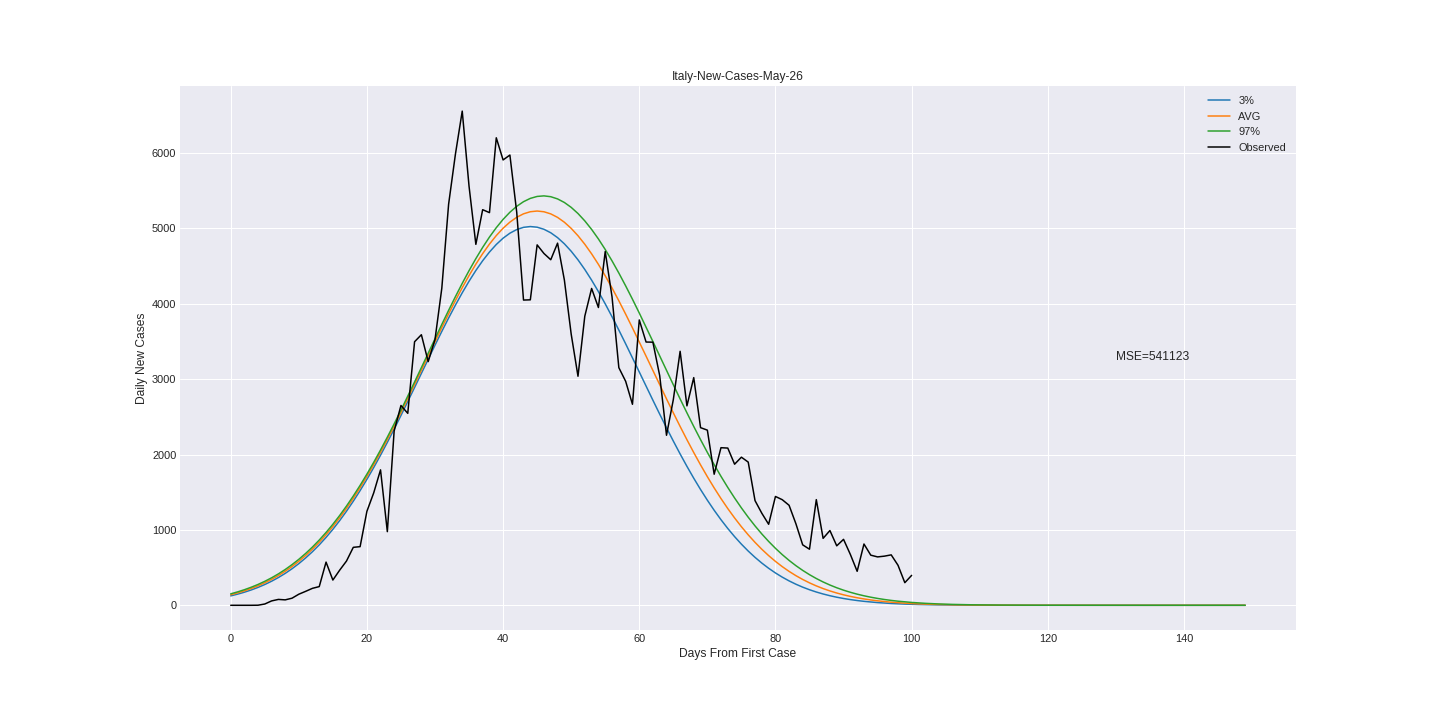 Italy-New-Cases-May-26
3%
AVG
97%
Observed
Daily New Cases
6000
5000
4000
3000
2000
1000
0
MSE=541123
0 20 40 60 80 100 120 140
Days From First Case